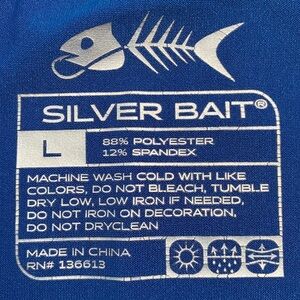 SILVER BAIT®
L
88% POLYESTER
12% SPANDEX
MACHINE WASH COLD WITH LIKE
COLORS, DO NOT BLEACH, TUMBLE
DRY LOW, LOW IRON IF NEEDED,
DO NOT IRON ON DECORATION,
DO NOT DRYCLEAN
MADE IN CHINA
RN# 136613